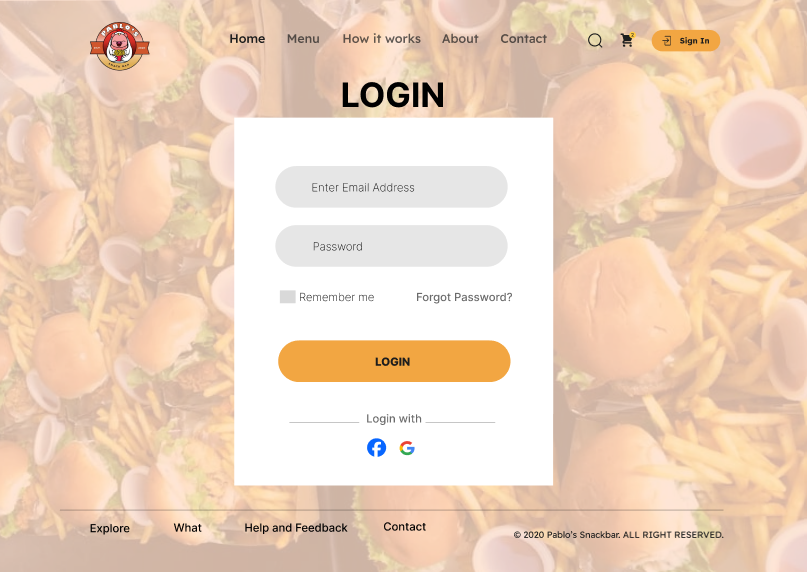 PABLO'S
Home Menu How it works About Contact Sign In
LOGIN
Enter Email Address
Password
Remember me Forgot Password?
LOGIN
Login with
Explore What Help and Feedback Contact
© 2020 Pablo's Snackbar. ALL RIGHT RESERVED.